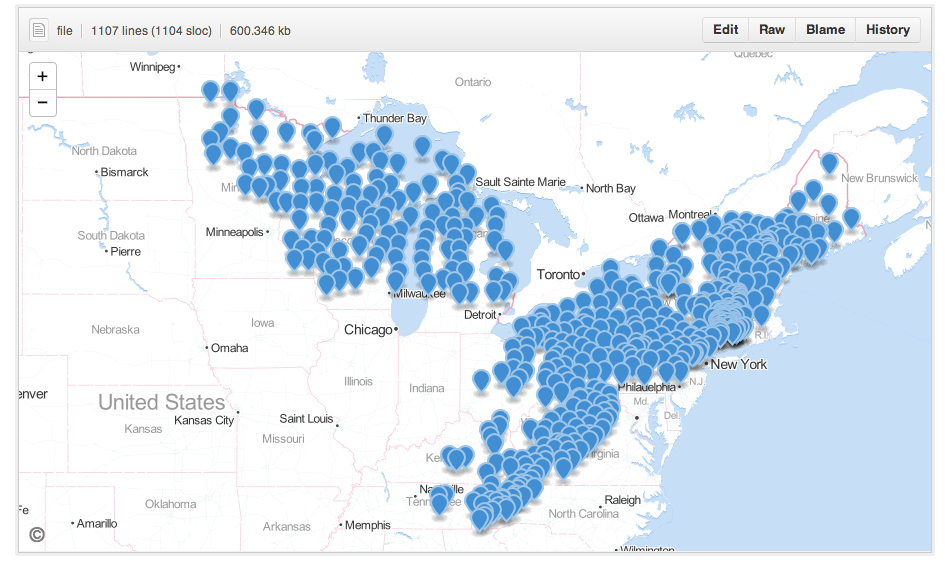 file 1107 lines (1104 sloc) 600.346 kb Edit Raw Blame History
Quebec
Winnipeg
+
−
Ontario
Thunder Bay
North Dakota
Bismarck
Sault Sainte Marie
North Bay
New Brunswick
Ottawa
Montreal
Minneapolis
South Dakota
Pierre
Toronto
Milwaukee
Detroit
Nebraska
Iowa
Chicago
R.I.
Omaha
New York
enver
Illinois
Indiana
Philadelphia
N.J.
United States
Md.
Del.
Kansas City
Kansas
Saint Louis
Missouri
Ke
irginia
Nashville
Tennessee
Raleigh
North Carolina
Oklahoma
Fe
Amarillo
Arkansas
Memphis
©
Wilmington